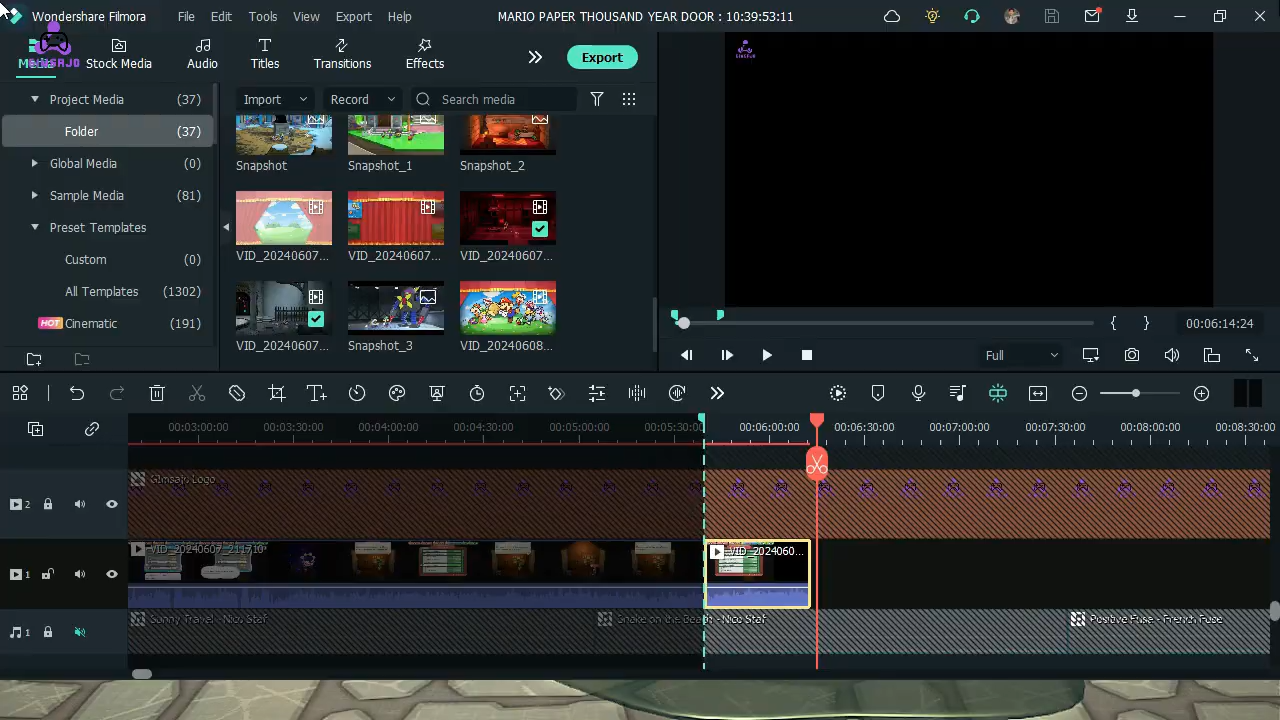 Wondershare Filmora
File
Edit
Tools
View
Export
Help
MARIO PAPER THOUSAND YEAR DOOR : 10:39:53:11
Media
GIMSAJO
Stock Media
Audio
Titles
Transitions
Effects
Export
Project Media (37)
Folder (37)
Global Media (0)
Sample Media (81)
Preset Templates
Custom (0)
All Templates (1302)
HOT Cinematic (191)
Import
Record
Search media
Snapshot
Snapshot_1
Snapshot_2
VID_20240607...
VID_20240607...
VID_20240607...
VID_20240607...
Snapshot_3
VID_20240608...
GIMSAJO
{ }
00:06:14:24
Full
00:03:00:00
00:03:30:00
00:04:00:00
00:04:30:00
00:05:00:00
00:05:30:00
00:06:00:00
00:06:30:00
00:07:00:00
00:07:30:00
00:08:00:00
00:08:30:00
2
Gimsajo Logo
1
VID_20240607_211710
VID_2024060...
1
Sunny Travel - Nico Staf
Snake on the Beach - Nico Staf
Positive Fuse - French Fuse